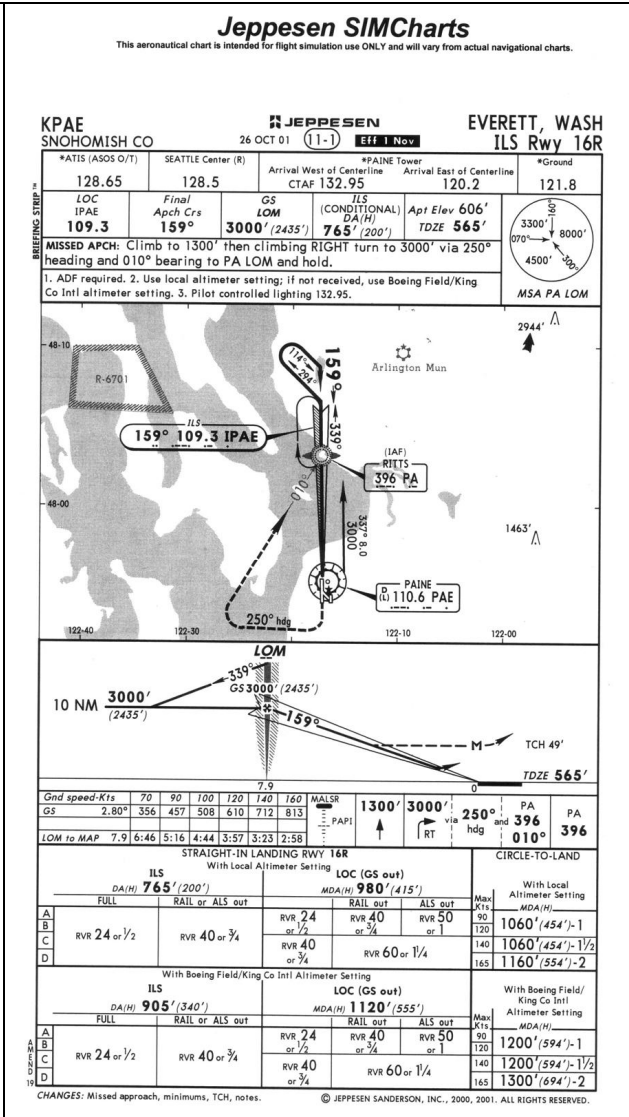 Jeppesen SIMCharts
This aeronautical chart is intended for flight simulation use ONLY and will vary from actual navigational charts.
KPAE
SNOHOMISH CO
JEPPESEN
26 OCT 01 11-1 Eff 1 Nov
EVERETT, WASH
ILS Rwy 16R
BRIEFING STRIP™
*ATIS (ASOS O/T)
128.65
SEATTLE Center (R)
128.5
*PAINE Tower
Arrival West of Centerline Arrival East of Centerline
CTAF 132.95 120.2
*Ground
121.8
LOC
IPAE
109.3
Final
Apch Crs
159°
GS
LOM
3000' (2435')
ILS
(CONDITIONAL)
DA(H)
765' (200')
Apt Elev 606'
TDZE 565'
MISSED APCH: Climb to 1300' then climbing RIGHT turn to 3000' via 250°
heading and 010° bearing to PA LOM and hold.
1. ADF required. 2. Use local altimeter setting; if not received, use Boeing Field/King
Co Intl altimeter setting. 3. Pilot controlled lighting 132.95.
160°
3300'
8000'
070°
4500'
300°
MSA PA LOM
2944'
48-10
R-6701
114°
294°
159°
Arlington Mun
ILS
159° 109.3 IPAE
339°
(IAF)
RITTS
396 PA
010°
48-00
337° 8.0
3000
1463'
PAINE
D
(L) 110.6 PAE
250° hdg
122-40
122-30
122-10
122-00
LOM
339°
GS 3000' (2435')
10 NM
3000'
(2435')
159°
M
TCH 49'
TDZE 565'
7.9
0
Gnd speed-Kts 70 90 100 120 140 160
GS 2.80° 356 457 508 610 712 813
LOM to MAP 7.9 6:46 5:16 4:44 3:57 3:23 2:58
MALSR
PAPI
1300'
3000'
RT
via
250°
hdg
and
PA
396
010°
PA
396
STRAIGHT-IN LANDING RWY 16R
CIRCLE-TO-LAND
With Local Altimeter Setting
ILS
DA(H) 765' (200')
LOC (GS out)
MDA(H) 980' (415')
FULL
RAIL or ALS out
RAIL out
ALS out
A
B
C
D
RVR 24 or 1/2
RVR 40 or 3/4
RVR 24
or 1/2
RVR 40
or 3/4
RVR 50
or 1
RVR 40
or 3/4
RVR 60 or 1 1/4
With Local
Altimeter Setting
Max
Kts
MDA(H)
90
120
1060' (454')-1
140
1060' (454')-1 1/2
165
1160' (554')-2
With Boeing Field/King Co Intl Altimeter Setting
ILS
DA(H) 905' (340')
LOC (GS out)
MDA(H) 1120' (555')
FULL
RAIL or ALS out
RAIL out
ALS out
A
B
C
D
RVR 24 or 1/2
RVR 40 or 3/4
RVR 24
or 1/2
RVR 40
or 3/4
RVR 50
or 1
RVR 40
or 3/4
RVR 60 or 1 1/4
With Boeing Field/
King Co Intl
Altimeter Setting
Max
Kts
MDA(H)
90
120
1200' (594')-1
140
1200' (594')-1 1/2
165
1300' (694')-2
AMEND 19
CHANGES: Missed approach, minimums, TCH, notes.
© JEPPESEN SANDERSON, INC., 2000, 2001. ALL RIGHTS RESERVED.